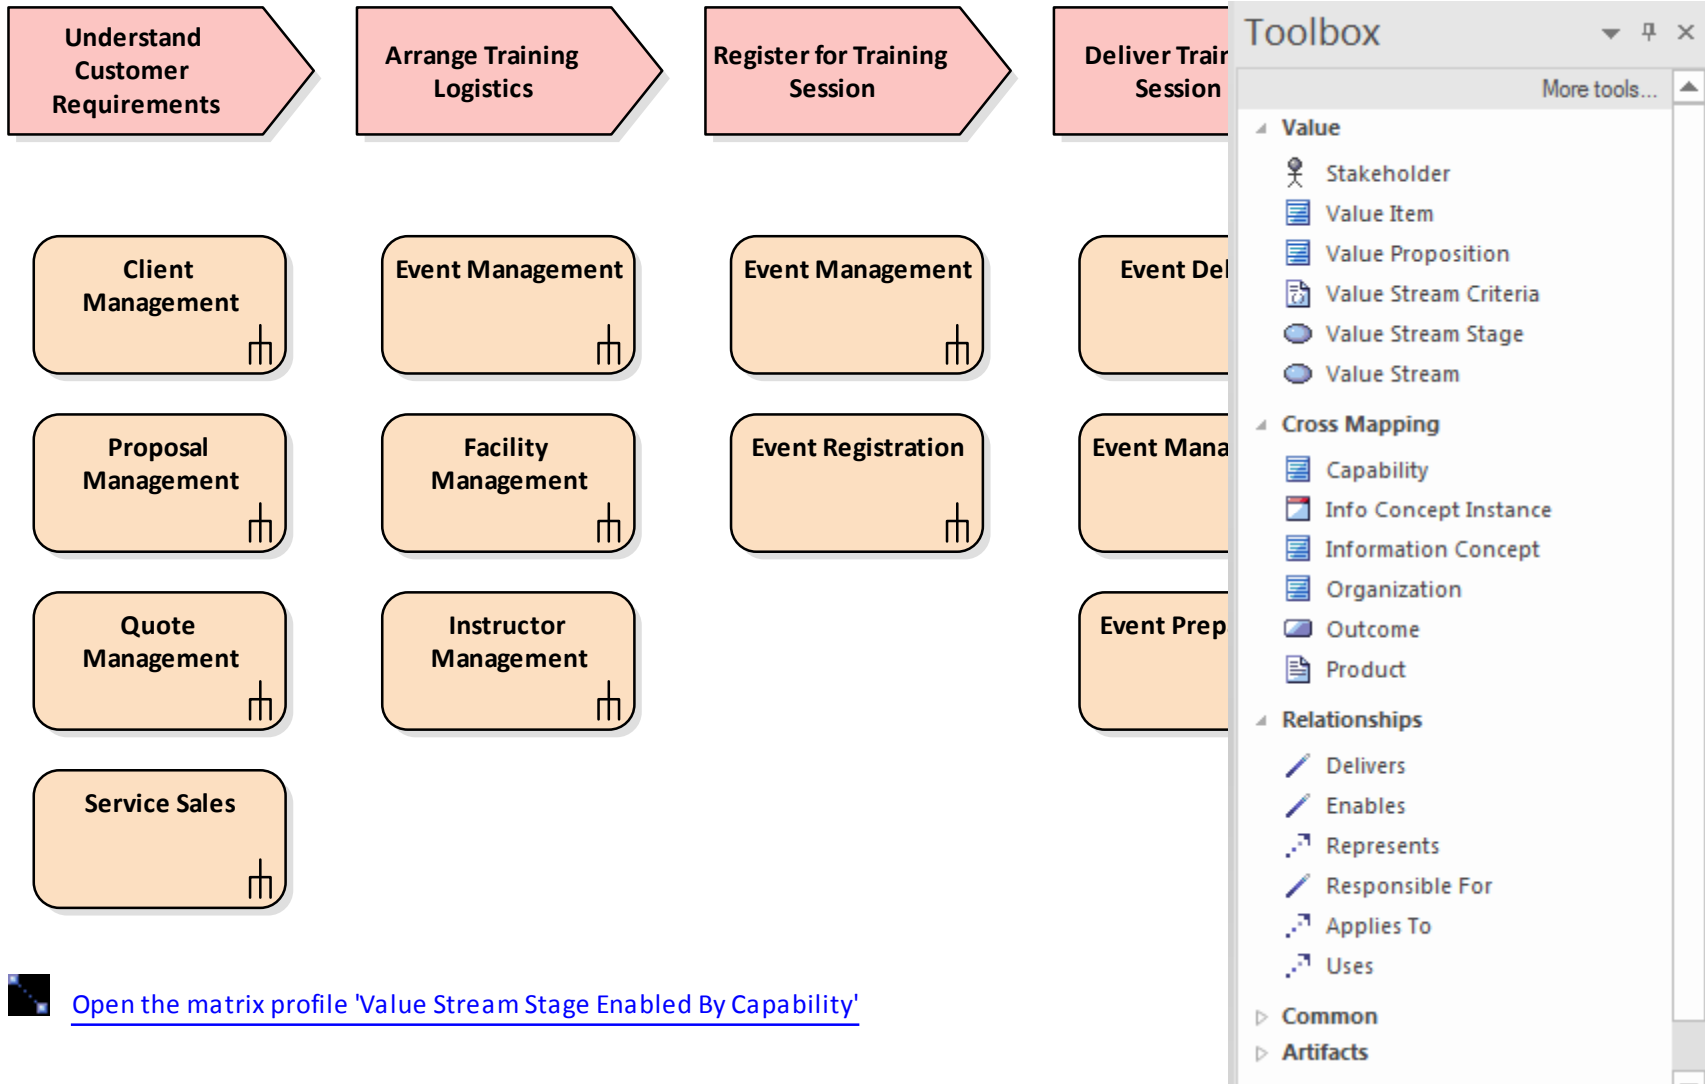 Understand
Customer
Requirements
Arrange Training
Logistics
Register for Training
Session
Deliver
Session
Client
Management
Event Management
Event Management
Event
Proposal
Management
Facility
Management
Event Registration
Event
Quote
Management
Instructor
Management
Event
Service Sales
Open the matrix profile 'Value Stream Stage Enabled By Capability'
Toolbox
More tools...
Value
Stakeholder
Value Item
Value Proposition
Value Stream Criteria
Value Stream Stage
Value Stream
Cross Mapping
Capability
Info Concept Instance
Information Concept
Organization
Outcome
Product
Relationships
Delivers
Enables
Represents
Responsible For
Applies To
Uses
Common
Artifacts